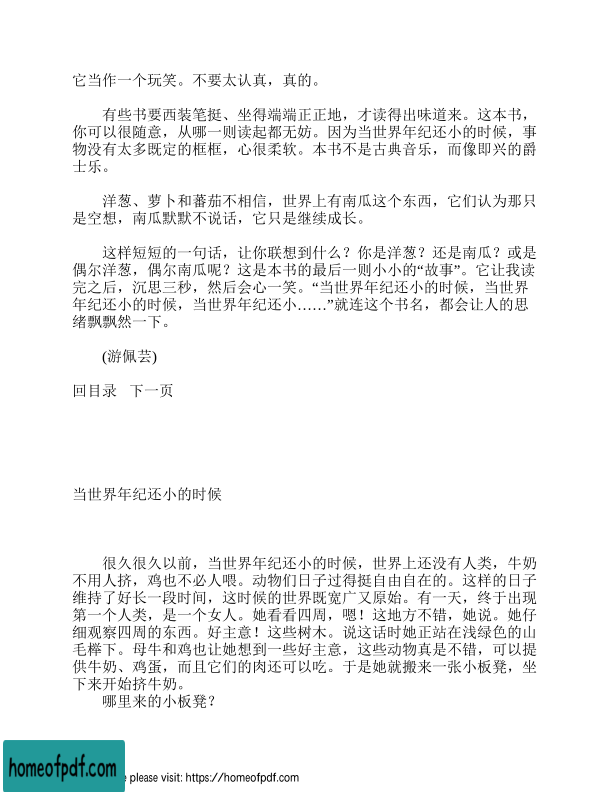 它当作一个玩笑。不要太认真，真的。
有些书要西装笔挺、坐得端端正正地，才读得出味道来。这本书，
你可以很随意，从哪一则读起都无妨。因为当世界年纪还小的时候，事
物没有太多既定的框框，心很柔软。本书不是古典音乐，而像即兴的爵
士乐。
洋葱、萝卜和蕃茄不相信，世界上有南瓜这个东西，它们认为那只
是空想，南瓜默默不说话，它只是继续成长。
这样短短的一句话，让你联想到什么？你是洋葱？还是南瓜？或是
偶尔洋葱，偶尔南瓜呢？这是本书的最后一则小小的“故事”。它让我读
完之后，沉思三秒，然后会心一笑。“当世界年纪还小的时候，当世界
年纪还小的时候，当世界年纪还小……”就连这个书名，都会让人的思
绪飘飘然一下。
(游佩芸)
回目录 下一页
当世界年纪还小的时候
很久很久以前，当世界年纪还小的时候，世界上还没有人类，牛奶
不用人挤，鸡也不必人喂。动物们日子过得挺自由自在的。这样的日子
维持了好长一段时间，这时候的世界既宽广又原始。有一天，终于出现
第一个人类，是一个女人。她看看四周，嗯！这地方不错，她说。她仔
细观察四周的东西。好主意！这些树木。说这话时她正站在浅绿色的山
毛榉下。母牛和鸡也让她想到一些好主意，这些动物真是不错，可以提
供牛奶、鸡蛋，而且它们的肉还可以吃。于是她就搬来一张小板凳，坐
下来开始挤牛奶。
哪里来的小板凳？
homeofpdf.com please visit: https://homeofpdf.com